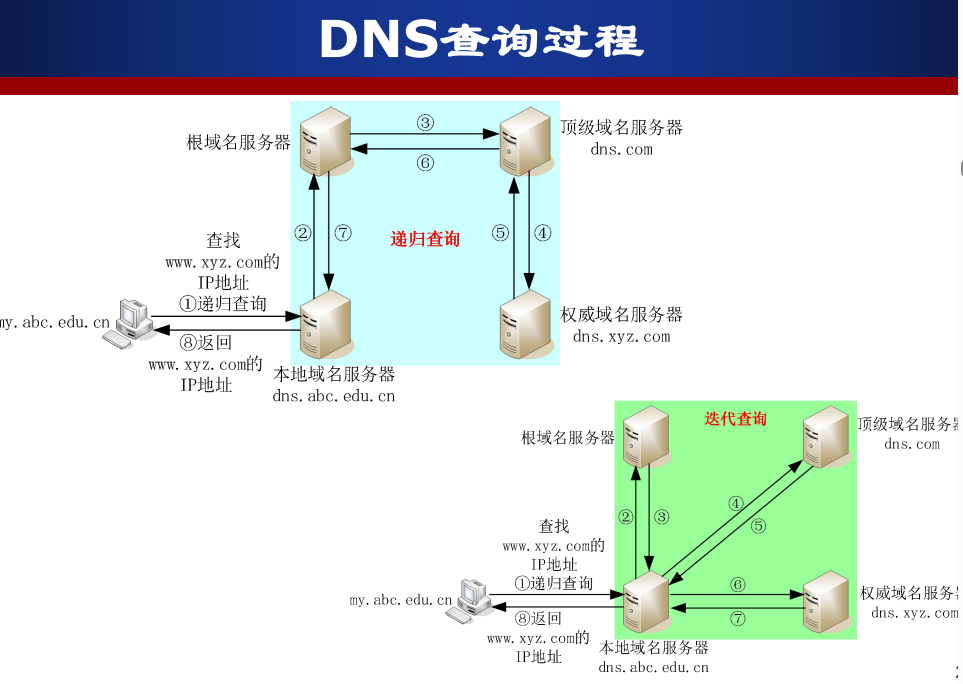 DNS查询过程
③
根域名服务器
顶级域名服务器
dns.com
⑥
②
⑦
递归查询
⑤
④
查找
www.xyz.com的
IP地址
①递归查询
my.abc.edu.cn
⑧返回
www.xyz.com的
IP地址
权威域名服务器
dns.xyz.com
本地域名服务器
dns.abc.edu.cn
迭代查询
根域名服务器
顶级域名服务
dns.com
②
③
④
⑤
查找
www.xyz.com的
IP地址
①递归查询
my.abc.edu.cn
⑧返回
www.xyz.com的
IP地址
⑥
⑦
权威域名服务
dns.xyz.com
本地域名服务器
dns.abc.edu.cn